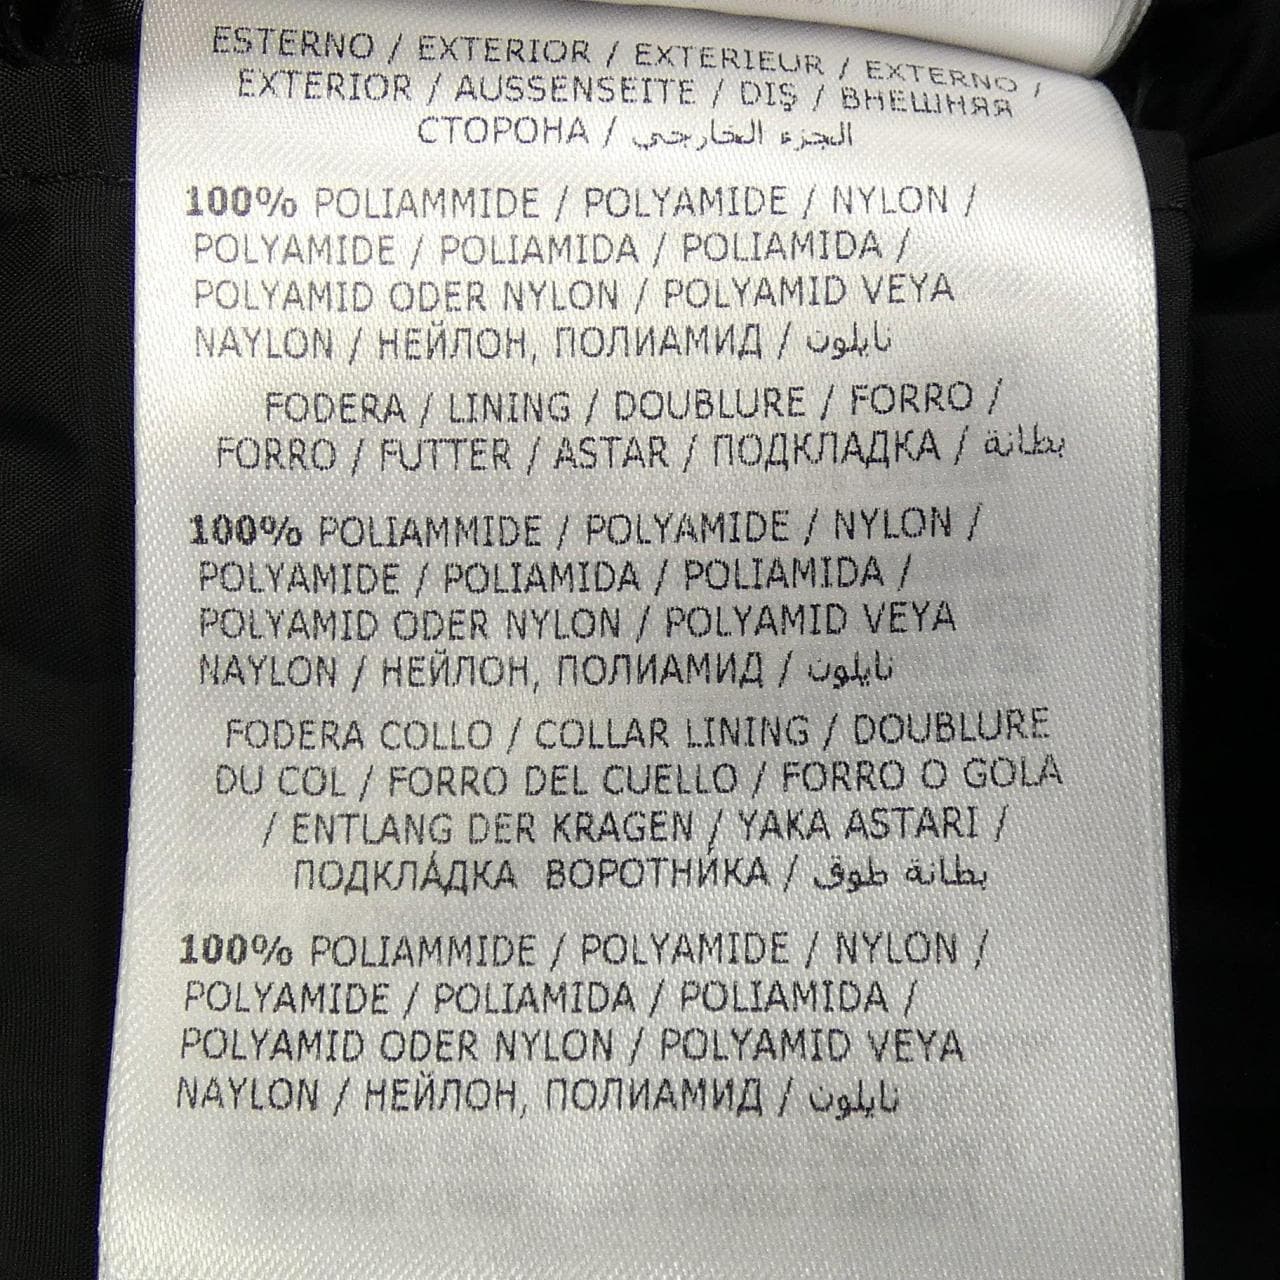 ESTERNO / EXTERIOR / EXTERIEUR / EXTERNO /
EXTERIOR / AUSSENSEITE / DIŞ / ВНЕШНЯЯ
СТОРОНА / الجزء الخارجي
100% POLIAMMIDE / POLYAMIDE / NYLON /
POLYAMIDE / POLIAMIDA / POLIAMIDA /
POLYAMID ODER NYLON / POLYAMID VEYA
NAYLON / НЕЙЛОН, ПОЛИАМИД / نايلون
FODERA / LINING / DOUBLURE / FORRO /
FORRO / FUTTER / ASTAR / ПОДКЛАДКА / بطانة
100% POLIAMMIDE / POLYAMIDE / NYLON /
POLYAMIDE / POLIAMIDA / POLIAMIDA /
POLYAMID ODER NYLON / POLYAMID VEYA
NAYLON / НЕЙЛОН, ПОЛИАМИД / نايلون
FODERA COLLO / COLLAR LINING / DOUBLURE
DU COL / FORRO DEL CUELLO / FORRO O GOLA
/ ENTLANG DER KRAGEN / YAKA ASTARI /
ПОДКЛА́ДКА ВОРОТНИ́КА / بطانة طوق
100% POLIAMMIDE / POLYAMIDE / NYLON /
POLYAMIDE / POLIAMIDA / POLIAMIDA /
POLYAMID ODER NYLON / POLYAMID VEYA
NAYLON / НЕЙЛОН, ПОЛИАМИД / نايلون